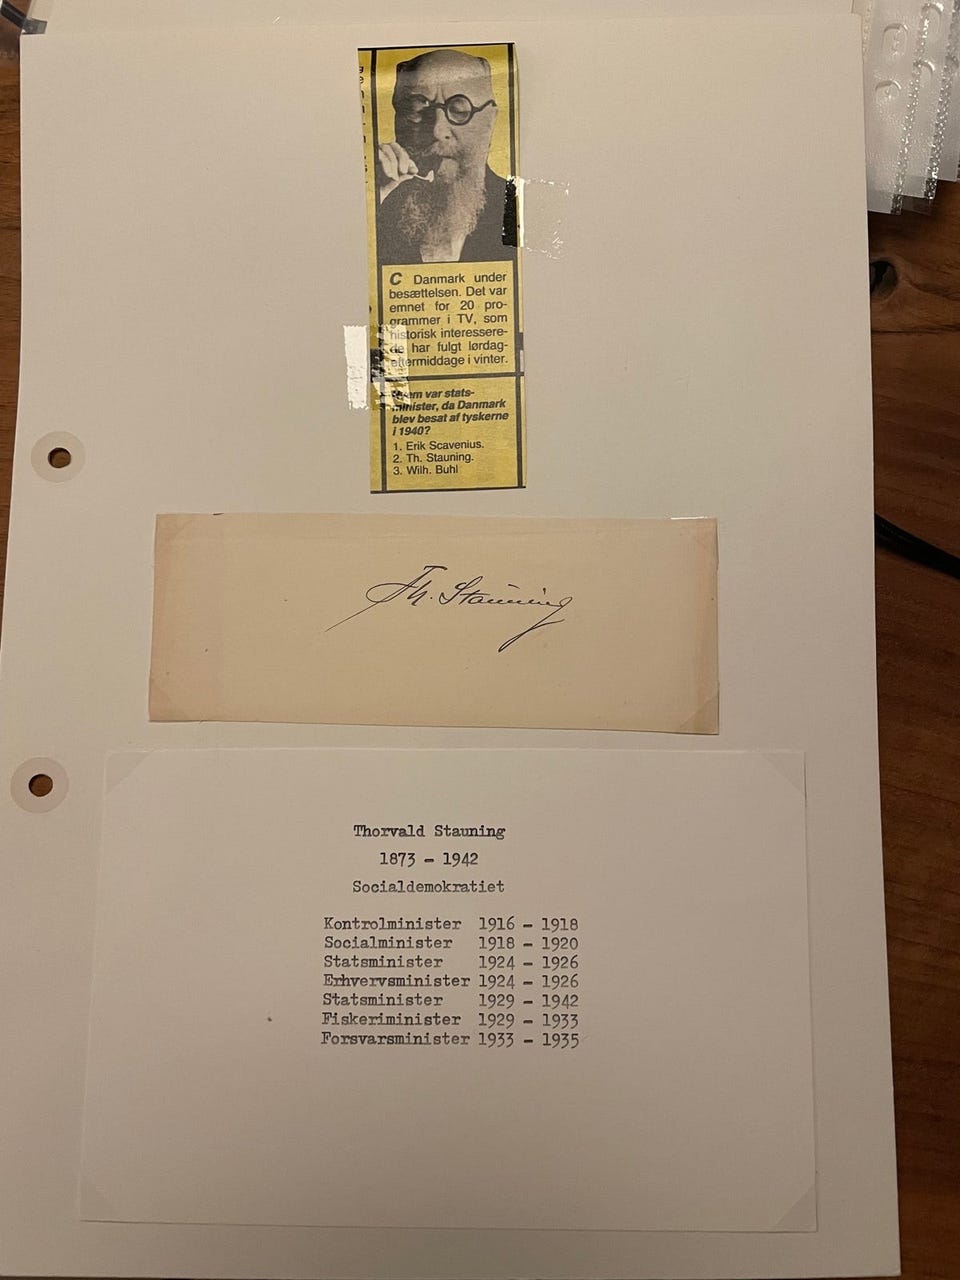 C Danmark under
besættelsen. Det var
emnet for 20 pro-
grammer i TV, som
historisk interessere-
de har fulgt lørdag-
eftermiddage i vinter.
Hvem var stats-
minister, da Danmark
blev besat af tyskerne
i 1940?
1. Erik Scavenius.
2. Th. Stauning.
3. Wilh. Buhl
Th. Stauning
Thorvald Stauning
1873 - 1942
Socialdemokratiet
Kontrolminister 1916 - 1918
Socialminister 1918 - 1920
Statsminister 1924 - 1926
Erhvervsminister 1924 - 1926
Statsminister 1929 - 1942
Fiskeriminister 1929 - 1933
Forsvarsminister 1933 - 1935